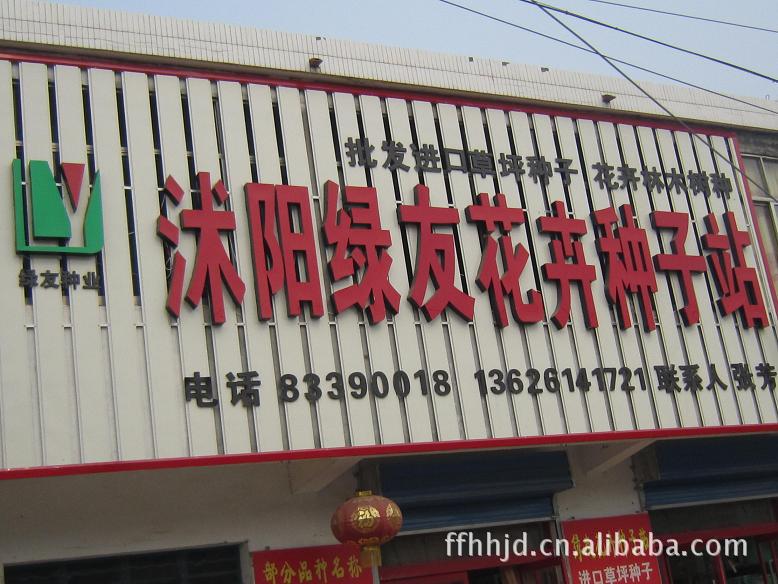 批发进口草坪种子 花卉林木树种
沭阳绿友花卉种子站
绿友种业
电话 83390018 13626141721 联系人 张芳
部分品种名称
进口草坪种子
ffhhjd.cn.alibaba.com